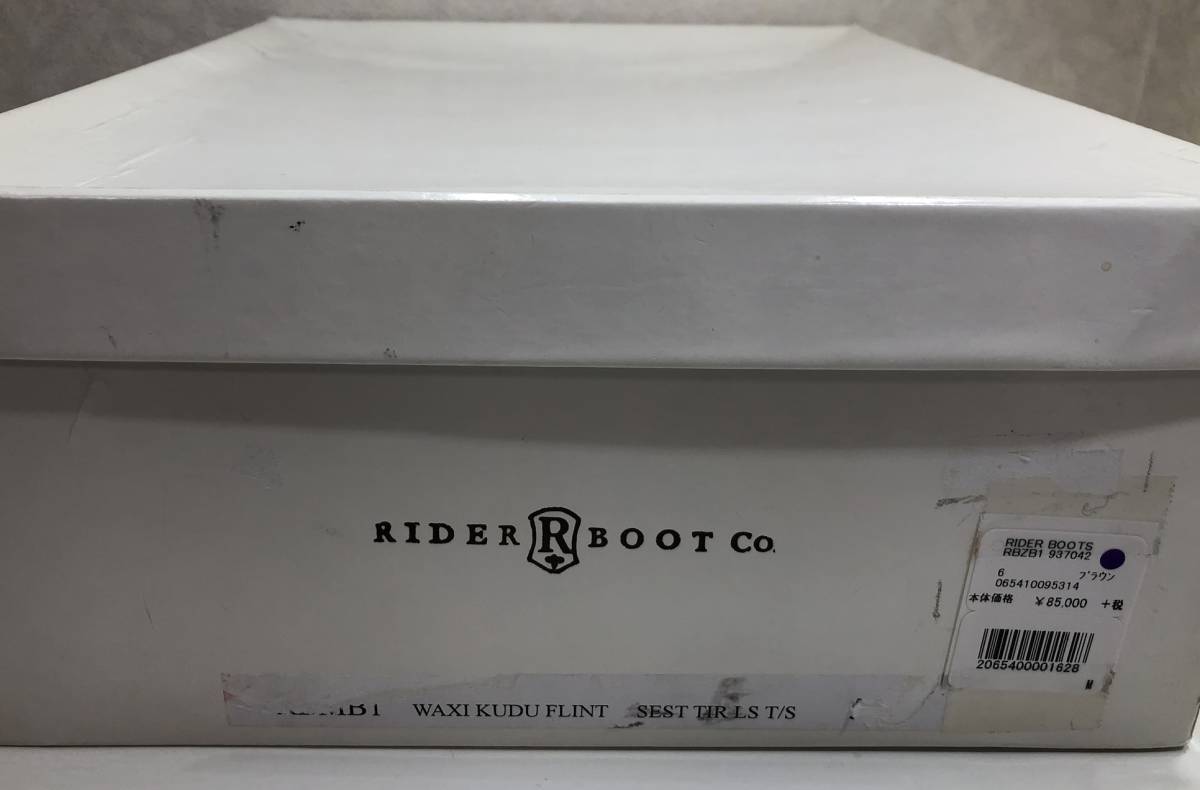 RIDER R BOOT Co.
RIDER BOOTS
RBZB1 937042
6 ブラウン
065410095314
本体価格 ¥85,000 +税
2065400001628
M
WAXI KUDU FLINT SEST TIR LS T/S